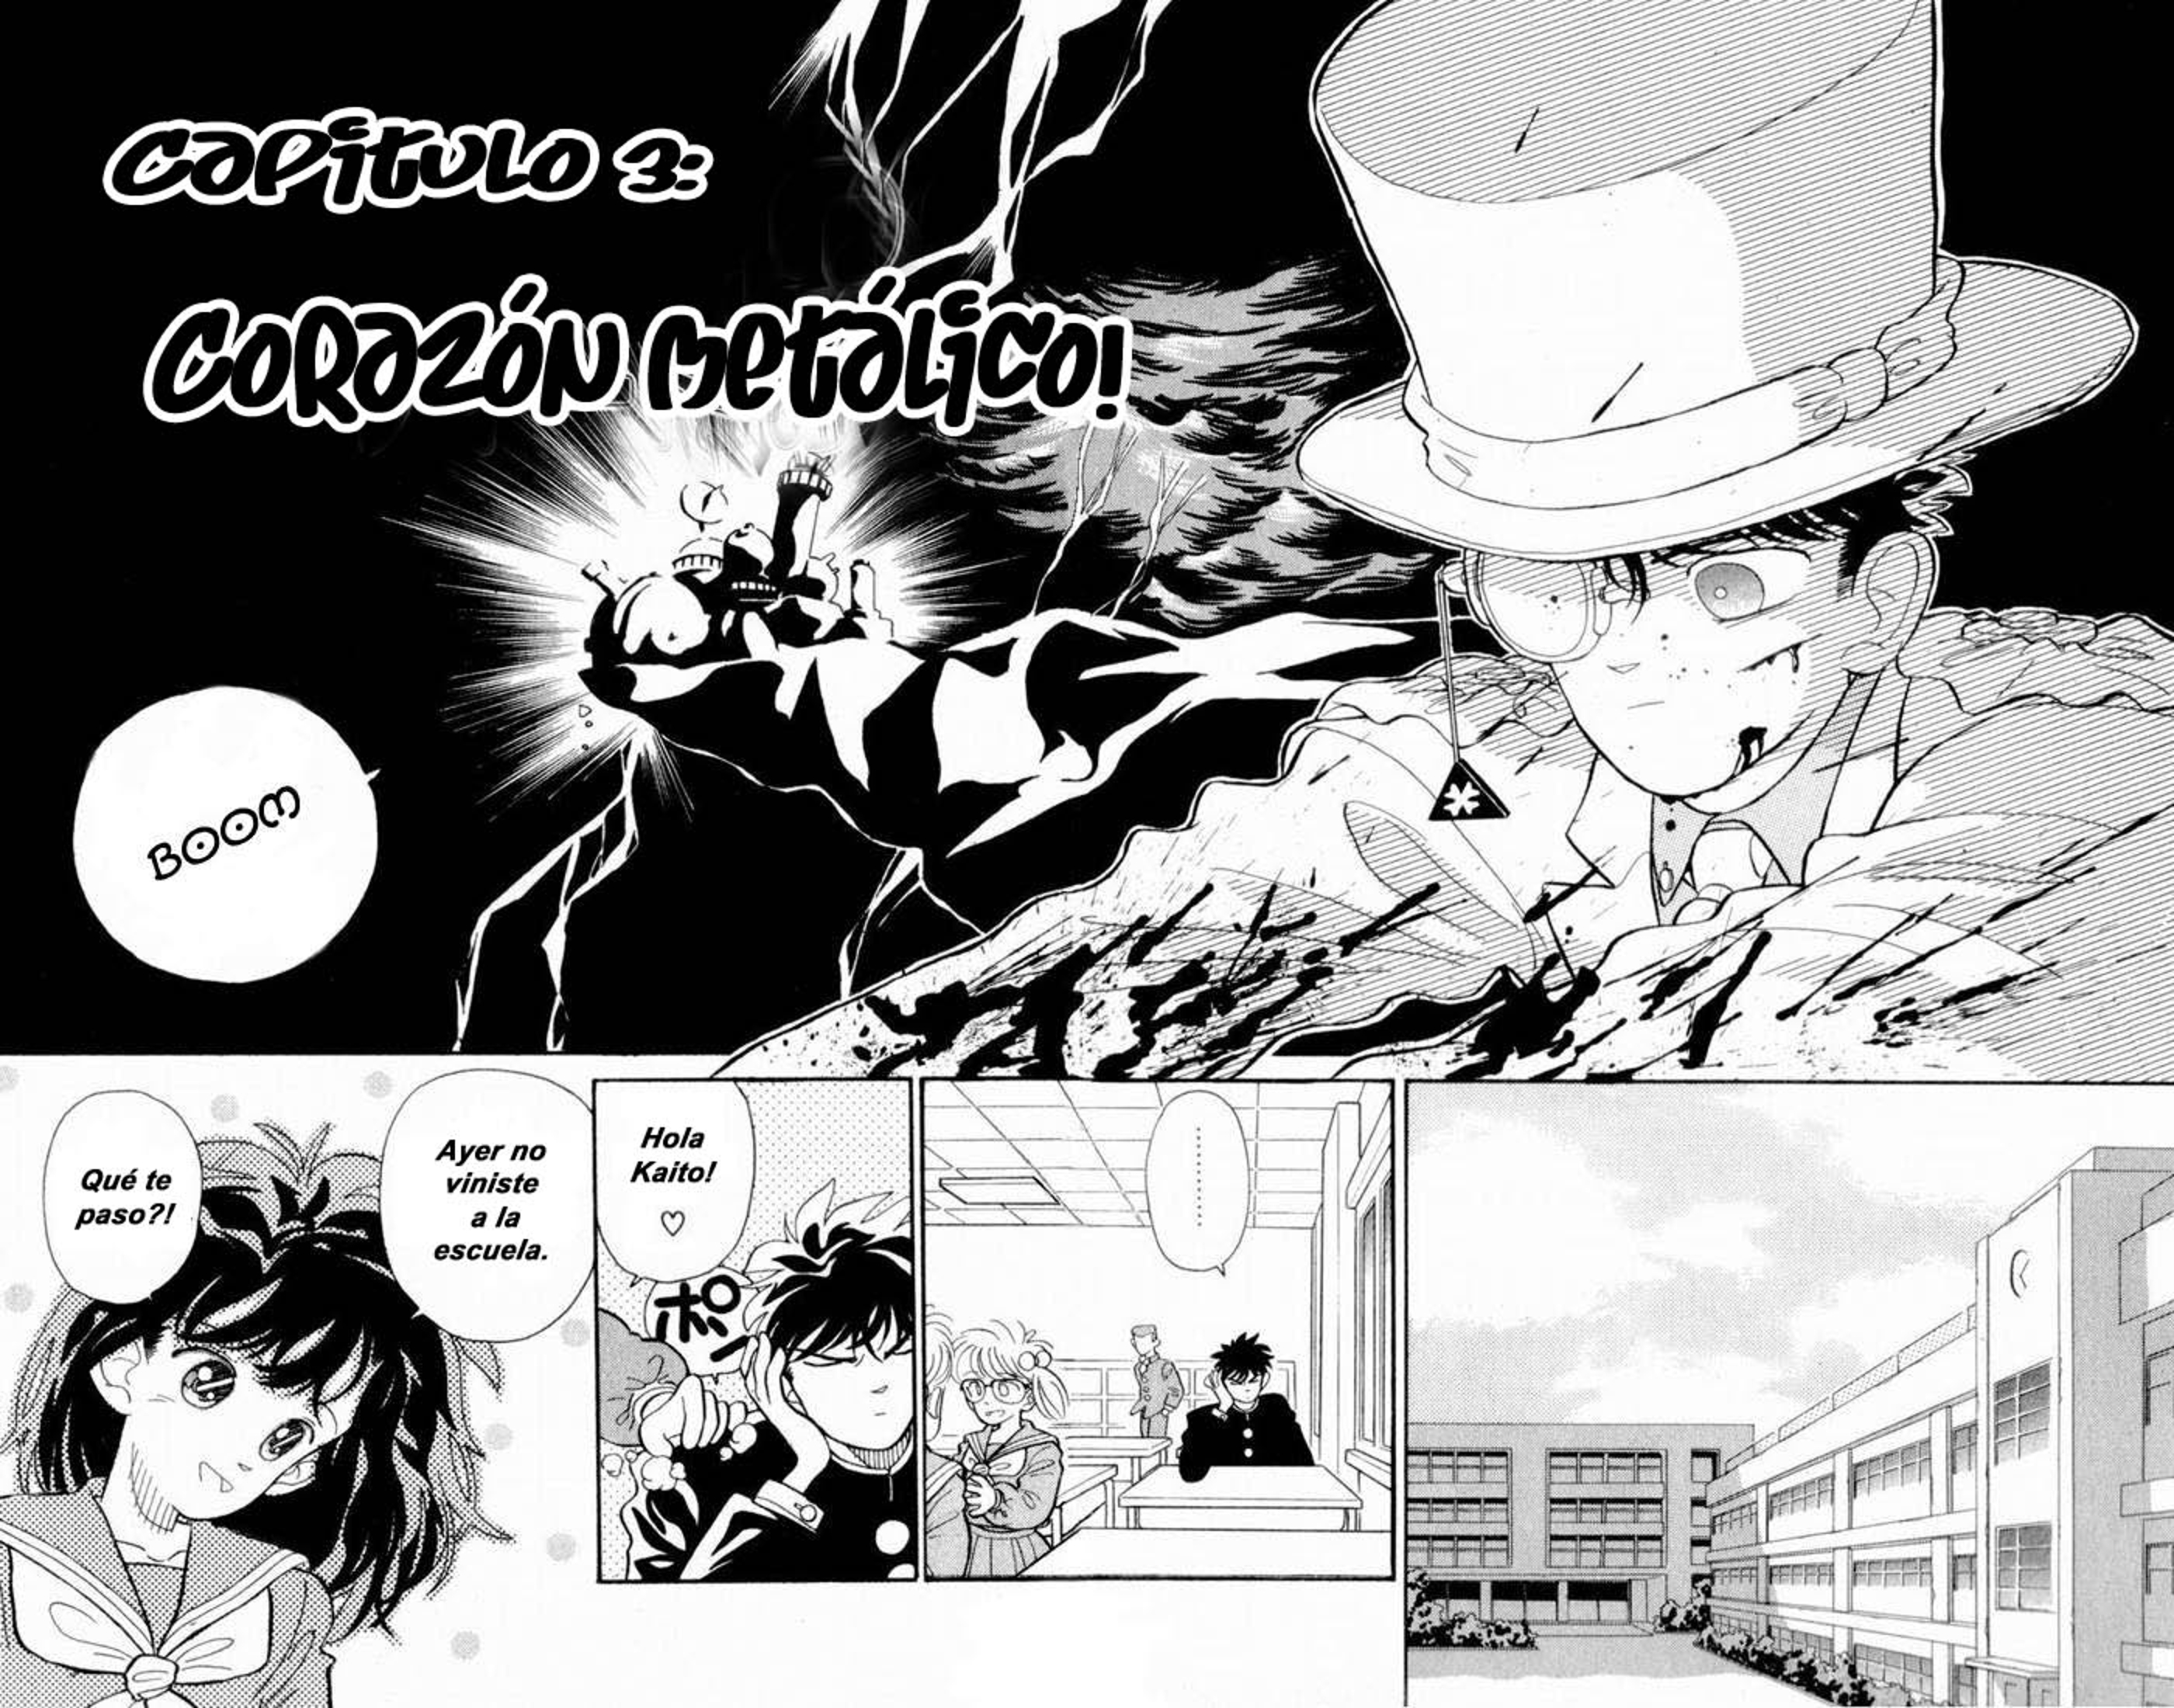 CAPITULO 3:
CORAZÓN METÁLICO!
BOOM
..........
Hola
Kaito!
♡
ポン
Ayer no
viniste
a la
escuela.
Qué te
paso?!